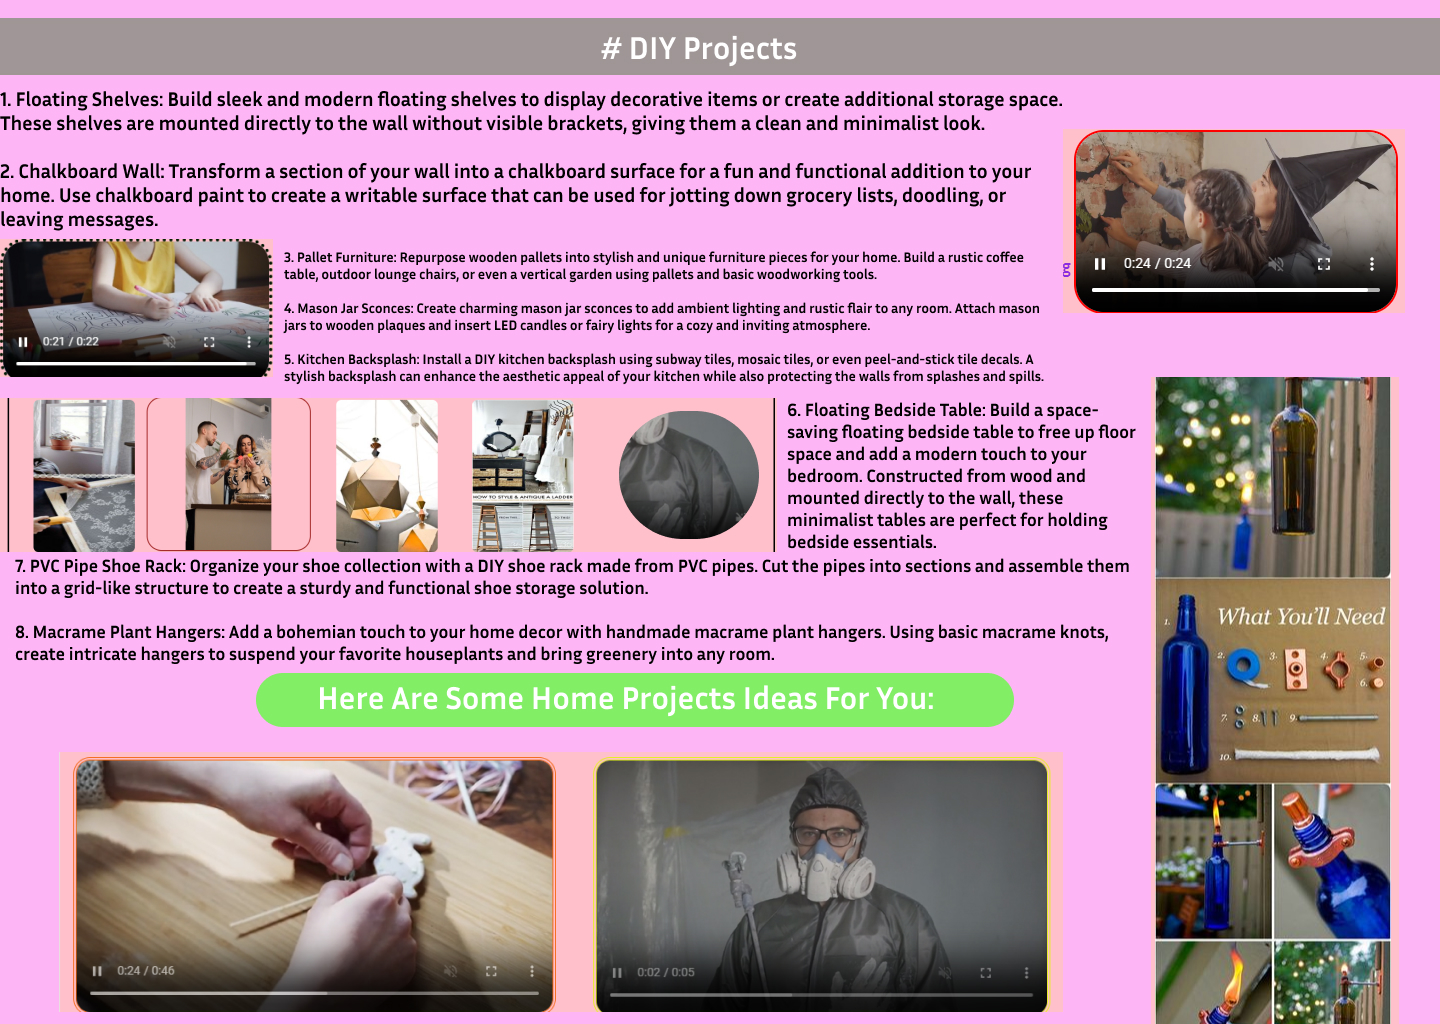 # DIY Projects
1. Floating Shelves: Build sleek and modern floating shelves to display decorative items or create additional storage space.
These shelves are mounted directly to the wall without visible brackets, giving them a clean and minimalist look.
2. Chalkboard Wall: Transform a section of your wall into a chalkboard surface for a fun and functional addition to your
home. Use chalkboard paint to create a writable surface that can be used for jotting down grocery lists, doodling, or
leaving messages.
0:24 / 0:24
0:21 / 0:22
3. Pallet Furniture: Repurpose wooden pallets into stylish and unique furniture pieces for your home. Build a rustic coffee
table, outdoor lounge chairs, or even a vertical garden using pallets and basic woodworking tools.
4. Mason Jar Sconces: Create charming mason jar sconces to add ambient lighting and rustic flair to any room. Attach mason
jars to wooden plaques and insert LED candles or fairy lights for a cozy and inviting atmosphere.
5. Kitchen Backsplash: Install a DIY kitchen backsplash using subway tiles, mosaic tiles, or even peel-and-stick tile decals. A
stylish backsplash can enhance the aesthetic appeal of your kitchen while also protecting the walls from splashes and spills.
HOW TO STYLE & ANTIQUE A LADDER
6. Floating Bedside Table: Build a space-
saving floating bedside table to free up floor
space and add a modern touch to your
bedroom. Constructed from wood and
mounted directly to the wall, these
minimalist tables are perfect for holding
bedside essentials.
7. PVC Pipe Shoe Rack: Organize your shoe collection with a DIY shoe rack made from PVC pipes. Cut the pipes into sections and assemble them
into a grid-like structure to create a sturdy and functional shoe storage solution.
8. Macrame Plant Hangers: Add a bohemian touch to your home decor with handmade macrame plant hangers. Using basic macrame knots,
create intricate hangers to suspend your favorite houseplants and bring greenery into any room.
What You'll Need
1.
2.
3.
4.
5.
6.
7.
8.
9.
10.
Here Are Some Home Projects Ideas For You:
0:24 / 0:46
0:02 / 0:05